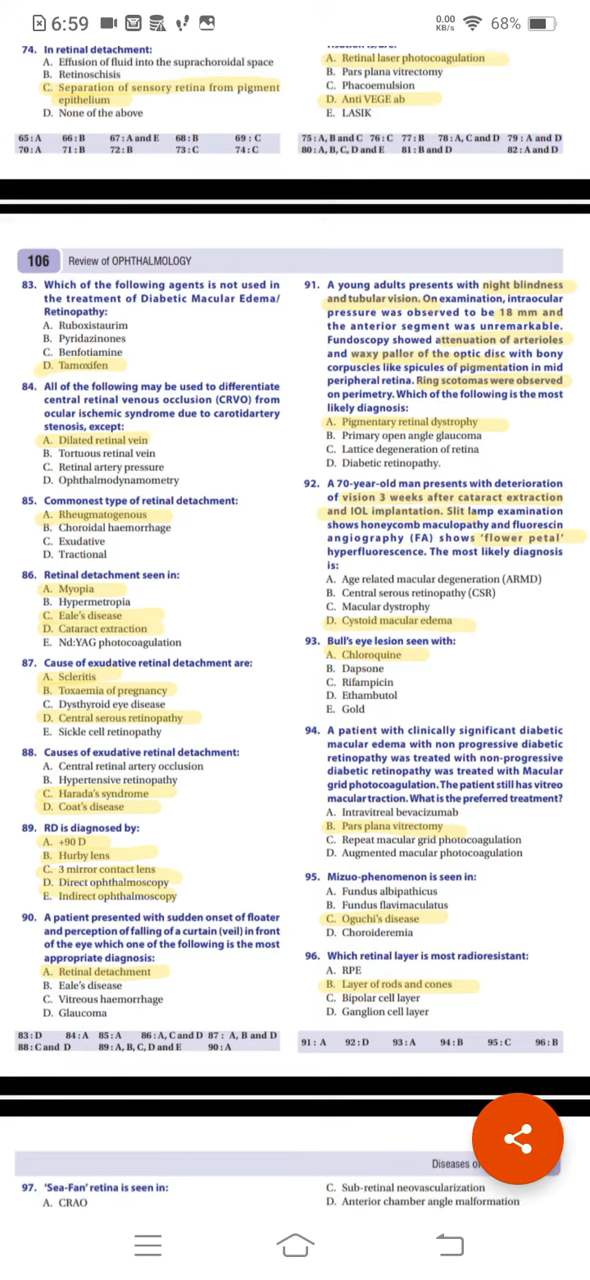 6:59
0.00
KB/s
68%
74. In retinal detachment:
A. Effusion of fluid into the suprachoroidal space
B. Retinoschisis
C. Separation of sensory retina from pigment
epithelium
D. None of the above
65 : A 66 : B 67 : A and E 68 : B 69 : C
70 : A 71 : B 72 : B 73 : C 74 : C
A. Retinal laser photocoagulation
B. Pars plana vitrectomy
C. Phacoemulsion
D. Anti VEGE ab
E. LASIK
75 : A, B and C 76 : C 77 : B 78 : A, C and D 79 : A and D
80 : A, B, C, D and E 81 : B and D 82 : A and D
106 Review of OPHTHALMOLOGY
83. Which of the following agents is not used in
the treatment of Diabetic Macular Edema/
Retinopathy:
A. Ruboxistaurim
B. Pyridazinones
C. Benfotiamine
D. Tamoxifen
84. All of the following may be used to differentiate
central retinal venous occlusion (CRVO) from
ocular ischemic syndrome due to carotidartery
stenosis, except:
A. Dilated retinal vein
B. Tortuous retinal vein
C. Retinal artery pressure
D. Ophthalmodynamometry
85. Commonest type of retinal detachment:
A. Rheugmatogenous
B. Choroidal haemorrhage
C. Exudative
D. Tractional
86. Retinal detachment seen in:
A. Myopia
B. Hypermetropia
C. Eale's disease
D. Cataract extraction
E. Nd:YAG photocoagulation
87. Cause of exudative retinal detachment are:
A. Scleritis
B. Toxaemia of pregnancy
C. Dysthyroid eye disease
D. Central serous retinopathy
E. Sickle cell retinopathy
88. Causes of exudative retinal detachment:
A. Central retinal artery occlusion
B. Hypertensive retinopathy
C. Harada's syndrome
D. Coat's disease
89. RD is diagnosed by:
A. +90 D
B. Hurby lens
C. 3 mirror contact lens
D. Direct ophthalmoscopy
E. Indirect ophthalmoscopy
90. A patient presented with sudden onset of floater
and perception of falling of a curtain (veil) in front
of the eye which one of the following is the most
appropriate diagnosis:
A. Retinal detachment
B. Eale's disease
C. Vitreous haemorrhage
D. Glaucoma
83 : D 84 : A 85 : A 86 : A, C and D 87 : A, B and D
88 : C and D 89 : A, B, C, D and E 90 : A
91. A young adults presents with night blindness
and tubular vision. On examination, intraocular
pressure was observed to be 18 mm and
the anterior segment was unremarkable.
Fundoscopy showed attenuation of arterioles
and waxy pallor of the optic disc with bony
corpuscles like spicules of pigmentation in mid
peripheral retina. Ring scotomas were observed
on perimetry. Which of the following is the most
likely diagnosis:
A. Pigmentary retinal dystrophy
B. Primary open angle glaucoma
C. Lattice degeneration of retina
D. Diabetic retinopathy.
92. A 70-year-old man presents with deterioration
of vision 3 weeks after cataract extraction
and IOL implantation. Slit lamp examination
shows honeycomb maculopathy and fluorescin
angiography (FA) shows 'flower petal'
hyperfluorescence. The most likely diagnosis
is:
A. Age related macular degeneration (ARMD)
B. Central serous retinopathy (CSR)
C. Macular dystrophy
D. Cystoid macular edema
93. Bull's eye lesion seen with:
A. Chloroquine
B. Dapsone
C. Rifampicin
D. Ethambutol
E. Gold
94. A patient with clinically significant diabetic
macular edema with non progressive diabetic
retinopathy was treated with non-progressive
diabetic retinopathy was treated with Macular
grid photocoagulation. The patient still has vitreo
macular traction. What is the preferred treatment?
A. Intravitreal bevacizumab
B. Pars plana vitrectomy
C. Repeat macular grid photocoagulation
D. Augmented macular photocoagulation
95. Mizuo-phenomenon is seen in:
A. Fundus albipathicus
B. Fundus flavimaculatus
C. Oguchi's disease
D. Choroideremia
96. Which retinal layer is most radioresistant:
A. RPE
B. Layer of rods and cones
C. Bipolar cell layer
D. Ganglion cell layer
91 : A 92 : D 93 : A 94 : B 95 : C 96 : B
Diseases
97. 'Sea-Fan' retina is seen in:
A. CRAO
C. Sub-retinal neovascularization
D. Anterior chamber angle malformation